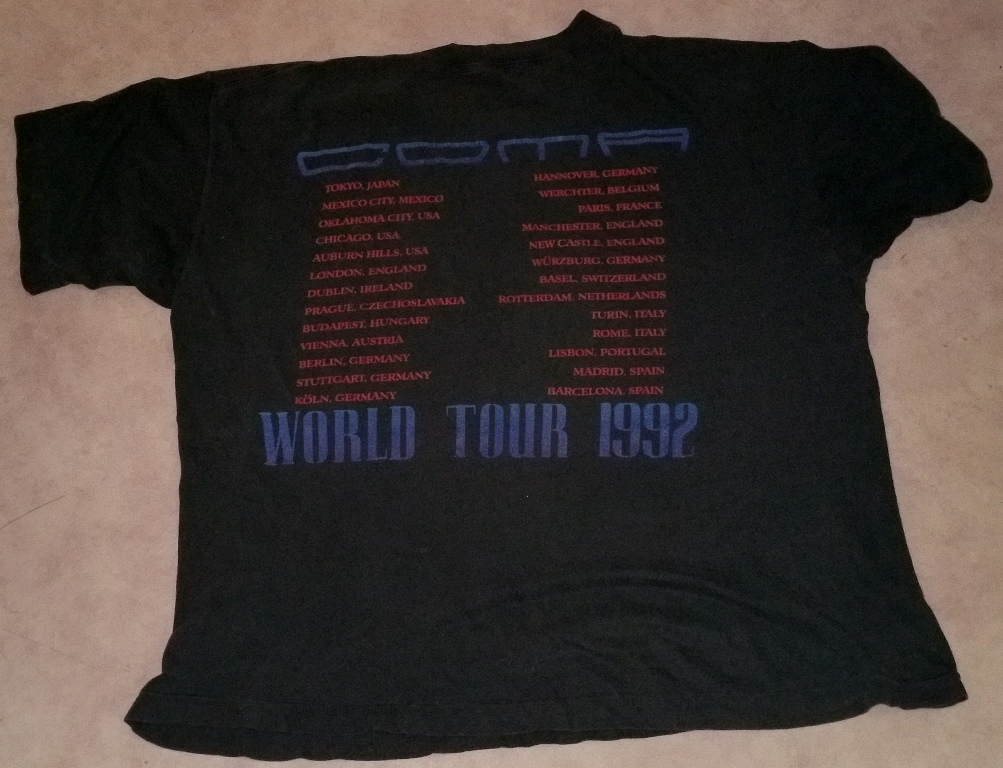 COMA
TOKYO, JAPAN
MEXICO CITY, MEXICO
OKLAHOMA CITY, USA
CHICAGO, USA
AUBURN HILLS, USA
LONDON, ENGLAND
DUBLIN, IRELAND
PRAGUE, CZECHOSLAVAKIA
BUDAPEST, HUNGARY
VIENNA, AUSTRIA
BERLIN, GERMANY
STUTTGART, GERMANY
KÖLN, GERMANY
HANNOVER, GERMANY
WERCHTER, BELGIUM
PARIS, FRANCE
MANCHESTER, ENGLAND
NEW CASTLE, ENGLAND
WÜRZBURG, GERMANY
BASEL, SWITZERLAND
ROTTERDAM, NETHERLANDS
TURIN, ITALY
ROME, ITALY
LISBON, PORTUGAL
MADRID, SPAIN
BARCELONA, SPAIN
WORLD TOUR 1992